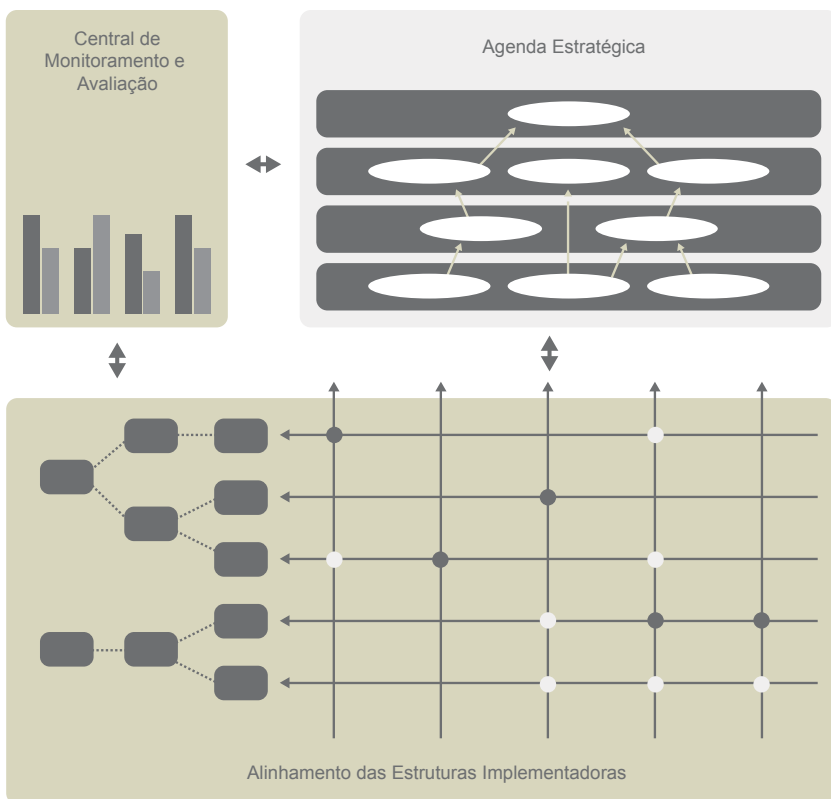 Central de
Monitoramento e
Avaliação
Agenda Estratégica
Alinhamento das Estruturas Implementadoras